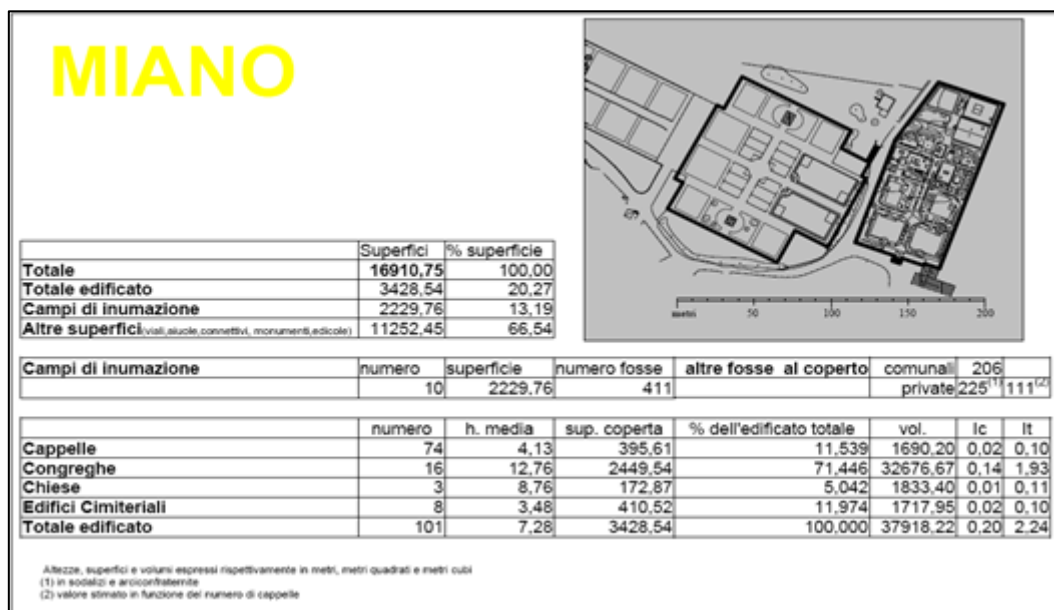 MIANO
metri 50 100 150 200
Superfici % superficie
Totale 16910,75 100,00
Totale edificato 3428,54 20,27
Campi di inumazione 2229,76 13,19
Altre superfici(viali,aiuole,connettivi, monumenti,edicole) 11252,45 66,54
Campi di inumazione numero superficie numero fosse altre fosse al coperto comunali 206
10 2229,76 411 private 225(1) 111(2)
numero h. media sup. coperta % dell'edificato totale vol. Ic It
Cappelle 74 4,13 395,61 11,539 1690,20 0,02 0,10
Congreghe 16 12,76 2449,54 71,446 32676,67 0,14 1,93
Chiese 3 8,76 172,87 5,042 1833,40 0,01 0,11
Edifici Cimiteriali 8 3,48 410,52 11,974 1717,95 0,02 0,10
Totale edificato 101 7,28 3428,54 100,000 37918,22 0,20 2,24
Altezze, superfici e volumi espressi rispettivamente in metri, metri quadrati e metri cubi
(1) in sodalizi e arciconfraternite
(2) valore stimato in funzione del numero di cappelle